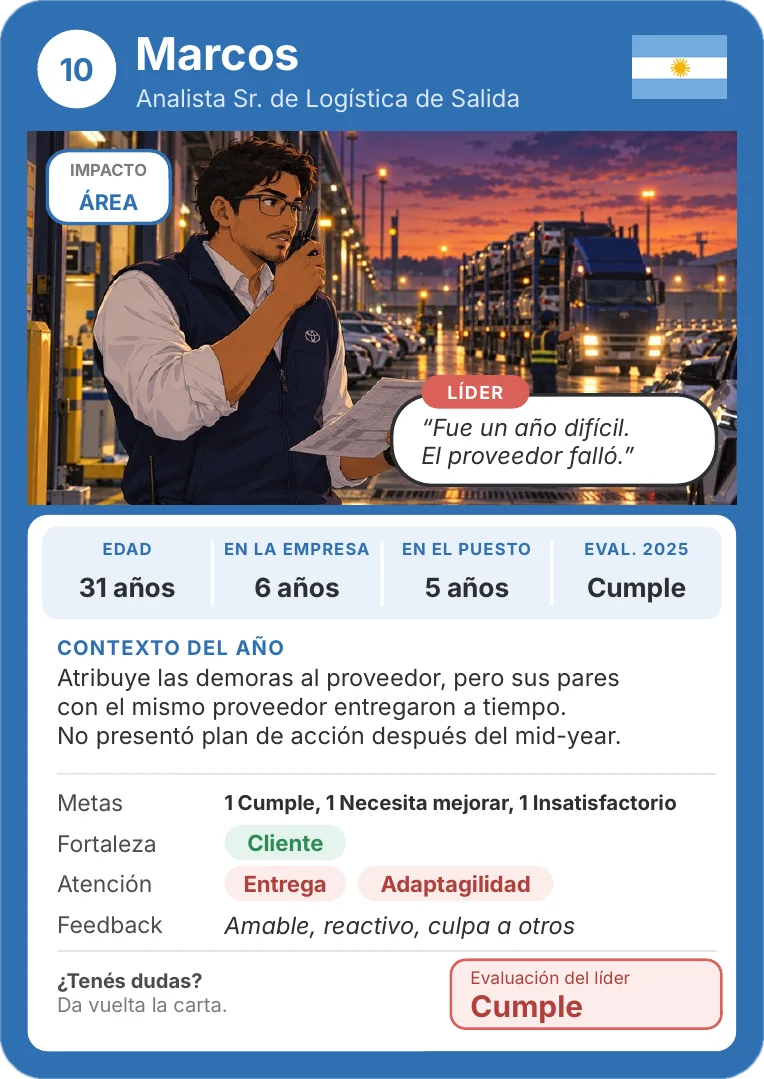 10
Marcos
Analista Sr. de Logística de Salida
IMPACTO
ÁREA
LÍDER
“Fue un año difícil.
El proveedor falló.”
EDAD
31 años
EN LA EMPRESA
6 años
EN EL PUESTO
5 años
EVAL. 2025
Cumple
CONTEXTO DEL AÑO
Atribuye las demoras al proveedor, pero sus pares
con el mismo proveedor entregaron a tiempo.
No presentó plan de acción después del mid-year.
Metas 1 Cumple, 1 Necesita mejorar, 1 Insatisfactorio
Fortaleza Cliente
Atención Entrega Adaptagilidad
Feedback Amable, reactivo, culpa a otros
¿Tenés dudas?
Da vuelta la carta.
Evaluación del líder
Cumple